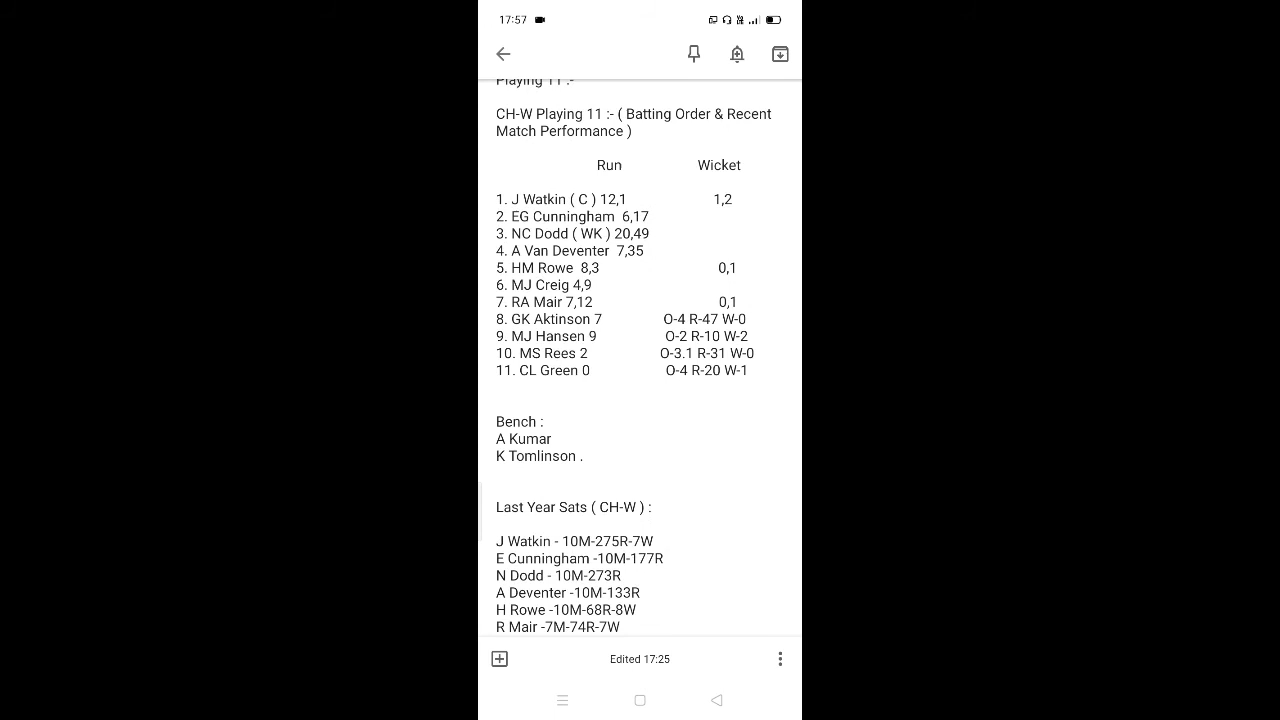 17:57
Playing 11 :-
CH-W Playing 11 :- ( Batting Order & Recent
Match Performance )
Run Wicket
1. J Watkin ( C ) 12,1 1,2
2. EG Cunningham 6,17
3. NC Dodd ( WK ) 20,49
4. A Van Deventer 7,35
5. HM Rowe 8,3 0,1
6. MJ Creig 4,9
7. RA Mair 7,12 0,1
8. GK Aktinson 7 O-4 R-47 W-0
9. MJ Hansen 9 O-2 R-10 W-2
10. MS Rees 2 O-3.1 R-31 W-0
11. CL Green 0 O-4 R-20 W-1
Bench :
A Kumar
K Tomlinson .
Last Year Sats ( CH-W ) :
J Watkin - 10M-275R-7W
E Cunningham -10M-177R
N Dodd - 10M-273R
A Deventer -10M-133R
H Rowe -10M-68R-8W
R Mair -7M-74R-7W
Edited 17:25